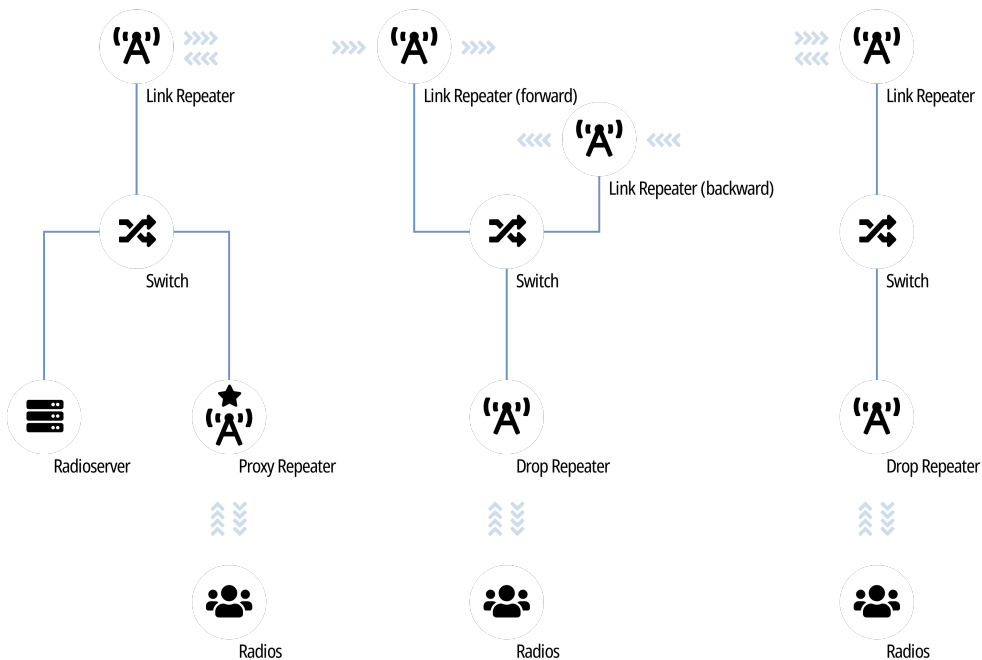 Link Repeater
Link Repeater (forward)
Link Repeater
Link Repeater (backward)
Switch
Switch
Switch
Radioserver
Proxy Repeater
Drop Repeater
Drop Repeater
Radios
Radios
Radios